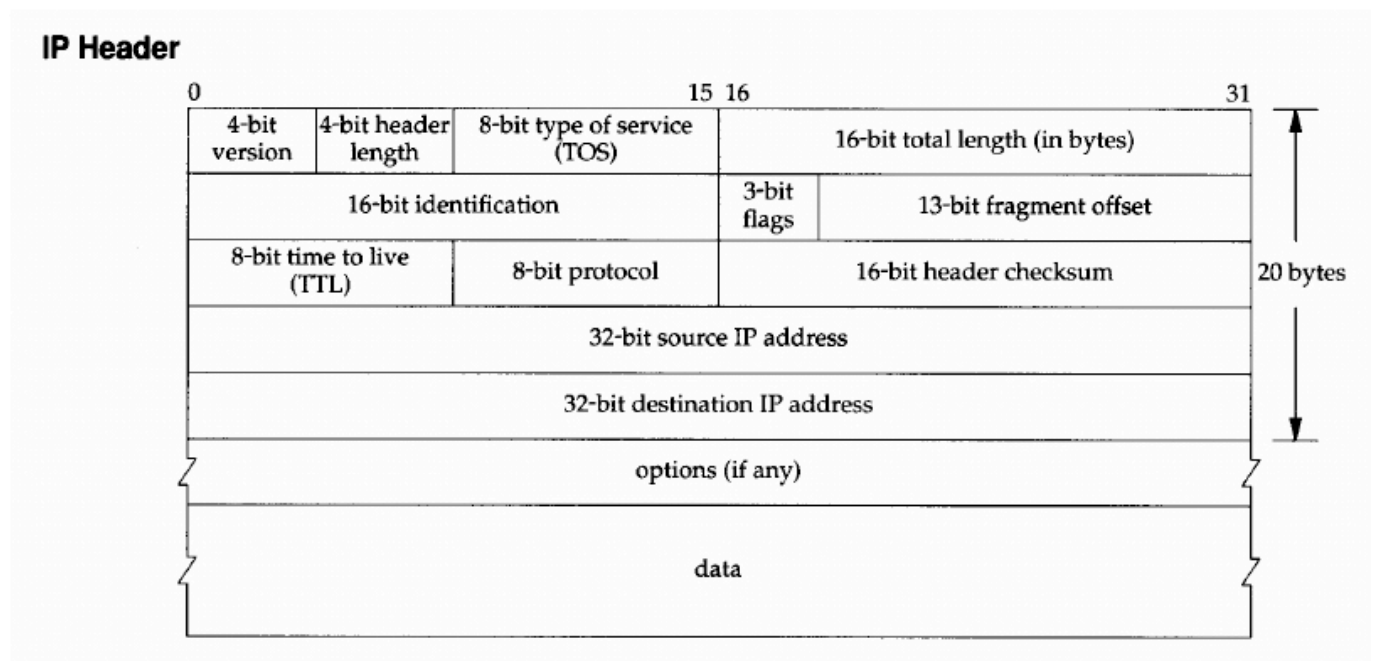 IP Header
0 15 16 31
4-bit version
4-bit header length
8-bit type of service (TOS)
16-bit total length (in bytes)
16-bit identification
3-bit flags
13-bit fragment offset
8-bit time to live (TTL)
8-bit protocol
16-bit header checksum
20 bytes
32-bit source IP address
32-bit destination IP address
options (if any)
data